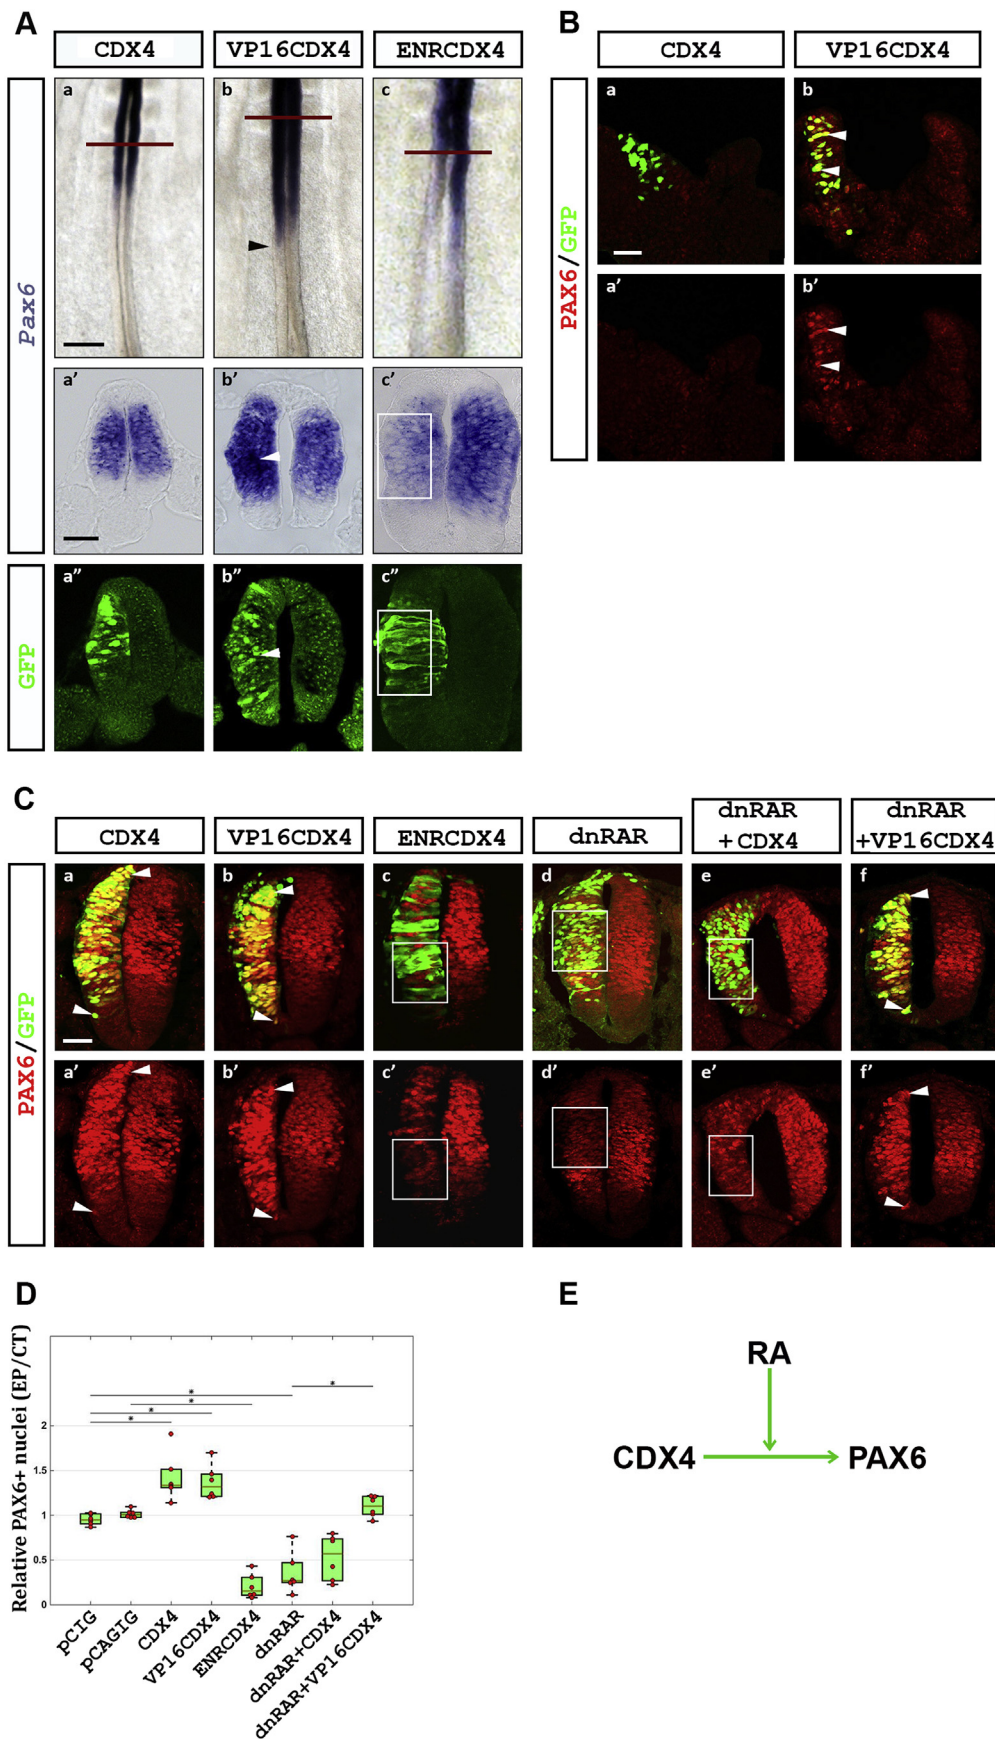 A
CDX4 VP16CDX4 ENRCDX4
Pax6
a b c
a′ b′ c′
GFP
a″ b″ c″
B
CDX4 VP16CDX4
PAX6/GFP
a b
a′ b′
C
CDX4 VP16CDX4 ENRCDX4 dnRAR dnRAR +CDX4 dnRAR +VP16CDX4
PAX6/GFP
a b c d e f
a′ b′ c′ d′ e′ f′
D
Relative PAX6+ nuclei (EP/CT)
* 
*
*
*
*
2
1.5
1
0.5
0
pCIG pCAGIG CDX4 VP16CDX4 ENRCDX4 dnRAR dnRAR+CDX4 dnRAR+VP16CDX4
E
RA
CDX4 PAX6